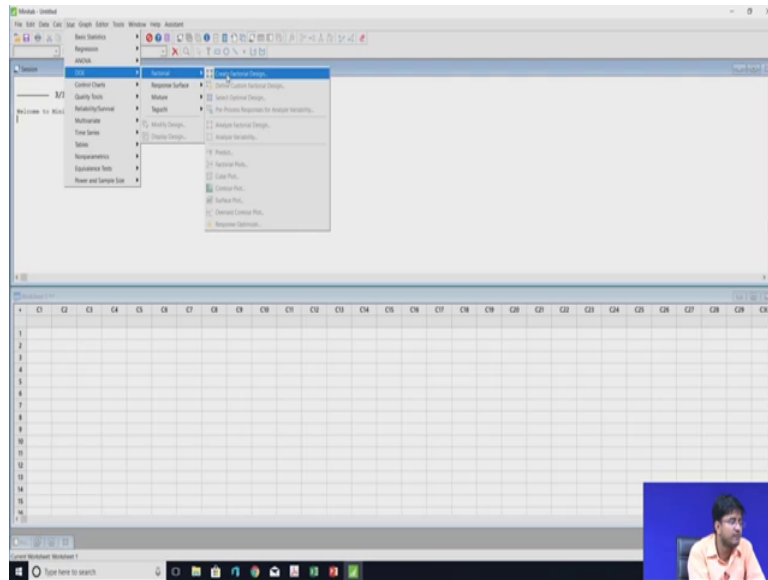 Minitab - Untitled
File Edit Data Calc Stat Graph Editor Tools Window Help Assistant
Basic Statistics
Regression
ANOVA
DOE
Control Charts
Quality Tools
Reliability/Survival
Multivariate
Time Series
Tables
Nonparametrics
Equivalence Tests
Power and Sample Size
Factorial
Response Surface
Mixture
Taguchi
Modify Design...
Display Design...
Create Factorial Design...
Define Custom Factorial Design...
Select Optimal Design...
Pre-Process Responses for Analyze Variability...
Analyze Factorial Design...
Analyze Variability...
Predict...
Factorial Plots...
Cube Plot...
Contour Plot...
Surface Plot...
Overlaid Contour Plot...
Response Optimizer...
Session
3/
Welcome to Mini
C1 C2 C3 C4 C5 C6 C7 C8 C9 C10 C11 C12 C13 C14 C15 C16 C17 C18 C19 C20 C21 C22 C23 C24 C25 C26 C27 C28 C29
1
2
3
4
5
6
7
8
9
10
11
12
13
14
15
16
Current Worksheet: Worksheet 1
Type here to search